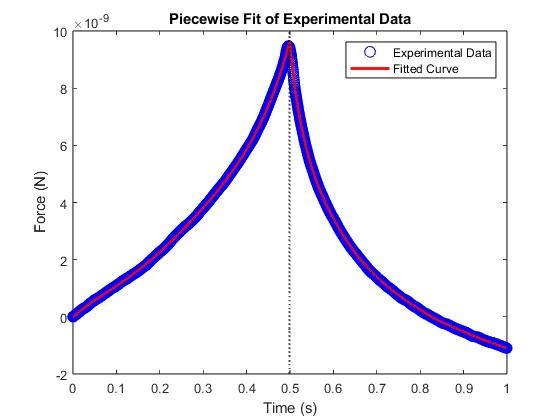 Piecewise Fit of Experimental Data
×10⁻⁹
10
8
6
4
2
0
-2
Force (N)
Experimental Data
Fitted Curve
0 0.1 0.2 0.3 0.4 0.5 0.6 0.7 0.8 0.9 1
Time (s)